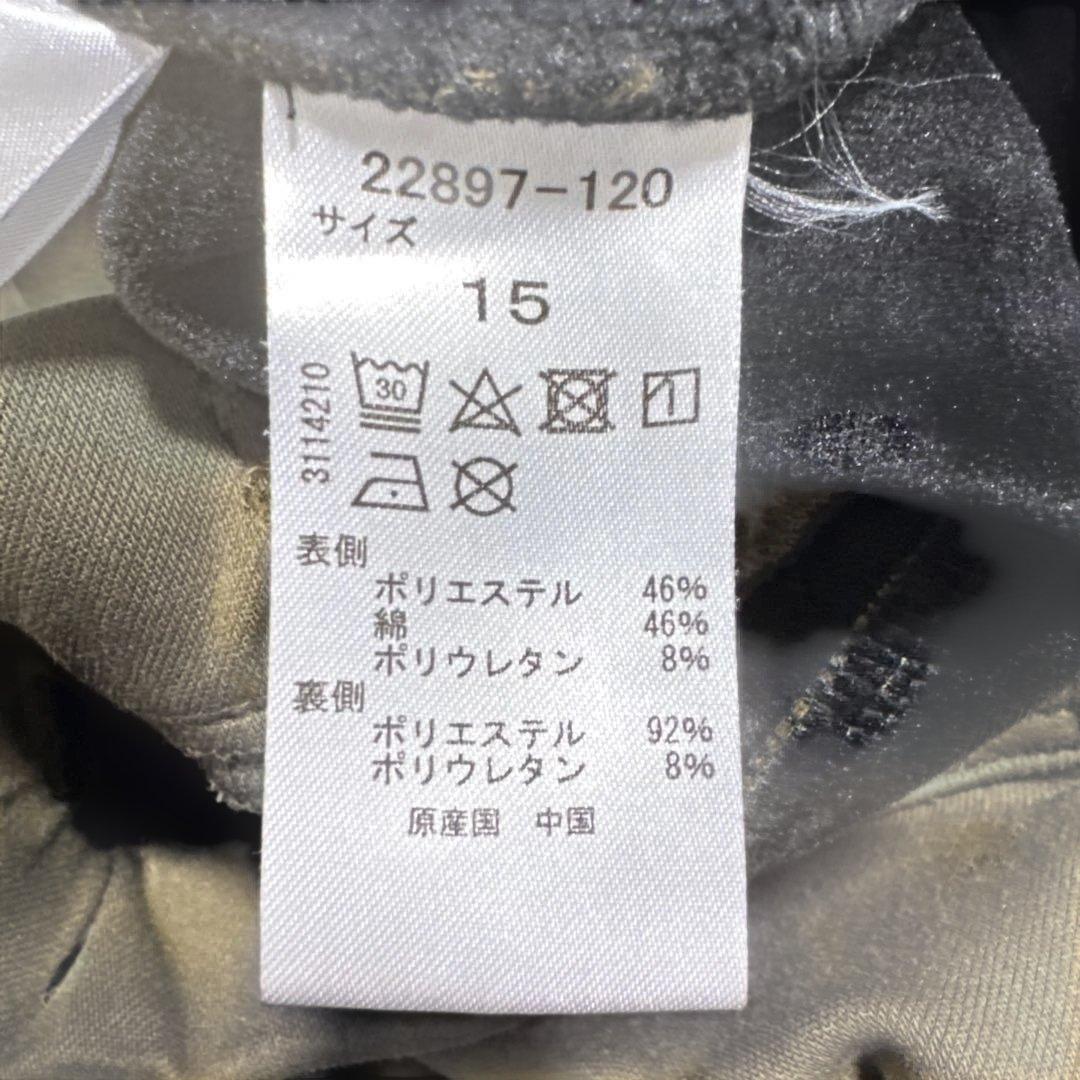 22897-120
サイズ
15
3114210
30
表側
ポリエステル 46%
綿 46%
ポリウレタン 8%
裏側
ポリエステル 92%
ポリウレタン 8%
原産国 中国